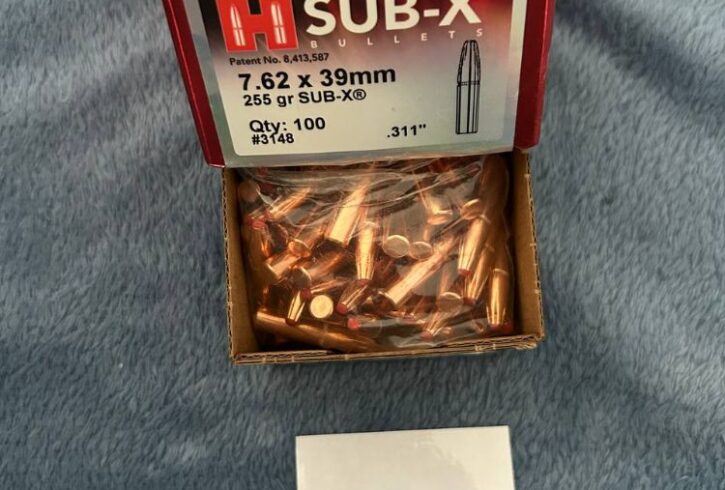 H SUB-X
BULLETS
Patent No. 8,413,587
7.62 x 39mm
255 gr SUB-X®
Qty: 100
#3148
.311"